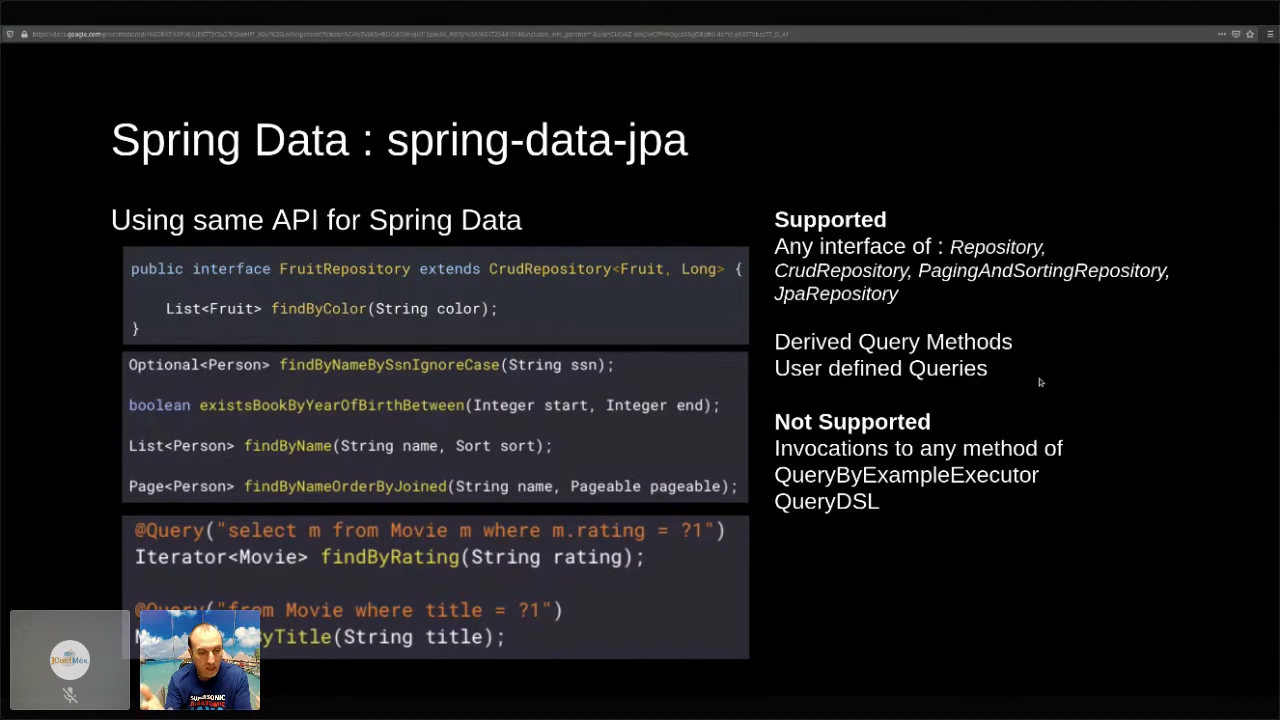 Spring Data : spring-data-jpa
Using same API for Spring Data
public interface FruitRepository extends CrudRepository<Fruit, Long> {
List<Fruit> findByColor(String color);
}
Optional<Person> findByNameBySsnIgnoreCase(String ssn);
boolean existsBookByYearOfBirthBetween(Integer start, Integer end);
List<Person> findByName(String name, Sort sort);
Page<Person> findByNameOrderByJoined(String name, Pageable pageable);
@Query("select m from Movie m where m.rating = ?1")
Iterator<Movie> findByRating(String rating);
@Query("from Movie where title = ?1")
yTitle(String title);
Supported
Any interface of : Repository,
CrudRepository, PagingAndSortingRepository,
JpaRepository
Derived Query Methods
User defined Queries
Not Supported
Invocations to any method of
QueryByExampleExecutor
QueryDSL
JConfMex